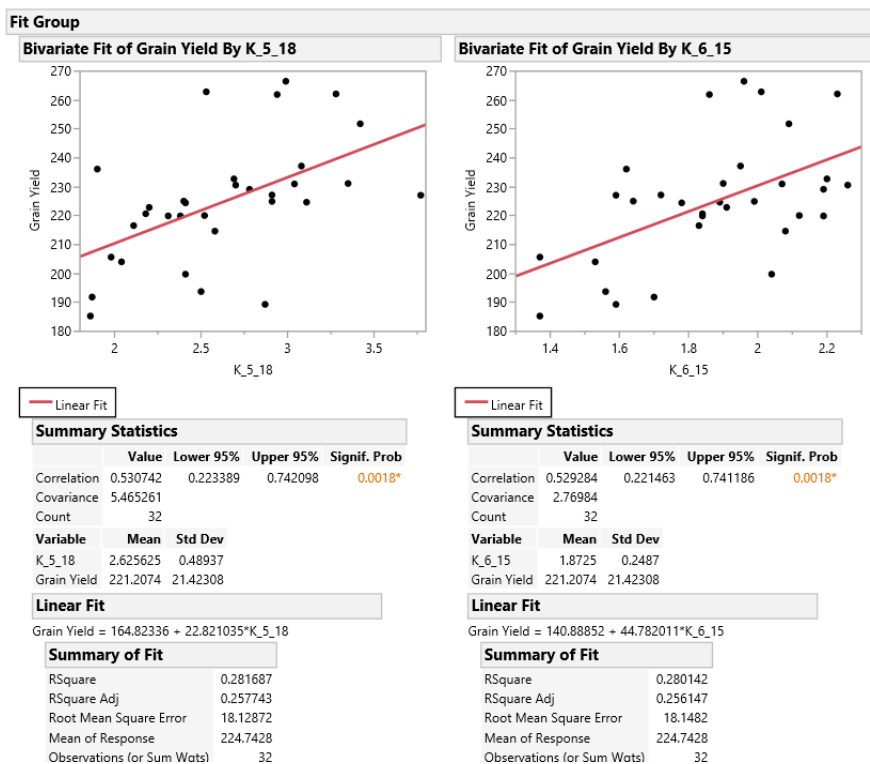 Fit Group
Bivariate Fit of Grain Yield By K_5_18
270
260
250
240
230
220
210
200
190
180
Grain Yield
2 2.5 3 3.5
K_5_18
Linear Fit
Summary Statistics
Value Lower 95% Upper 95% Signif. Prob
Correlation 0.530742 0.223389 0.742098 0.0018*
Covariance 5.465261
Count 32
Variable Mean Std Dev
K_5_18 2.625625 0.48937
Grain Yield 221.2074 21.42308
Linear Fit
Grain Yield = 164.82336 + 22.821035*K_5_18
Summary of Fit
RSquare 0.281687
RSquare Adj 0.257743
Root Mean Square Error 18.12872
Mean of Response 224.7428
Observations (or Sum Wgts) 32
Bivariate Fit of Grain Yield By K_6_15
270
260
250
240
230
220
210
200
190
180
Grain Yield
1.4 1.6 1.8 2 2.2
K_6_15
Linear Fit
Summary Statistics
Value Lower 95% Upper 95% Signif. Prob
Correlation 0.529284 0.221463 0.741186 0.0018*
Covariance 2.76984
Count 32
Variable Mean Std Dev
K_6_15 1.8725 0.2487
Grain Yield 221.2074 21.42308
Linear Fit
Grain Yield = 140.88852 + 44.782011*K_6_15
Summary of Fit
RSquare 0.280142
RSquare Adj 0.256147
Root Mean Square Error 18.1482
Mean of Response 224.7428
Observations (or Sum Wgts) 32